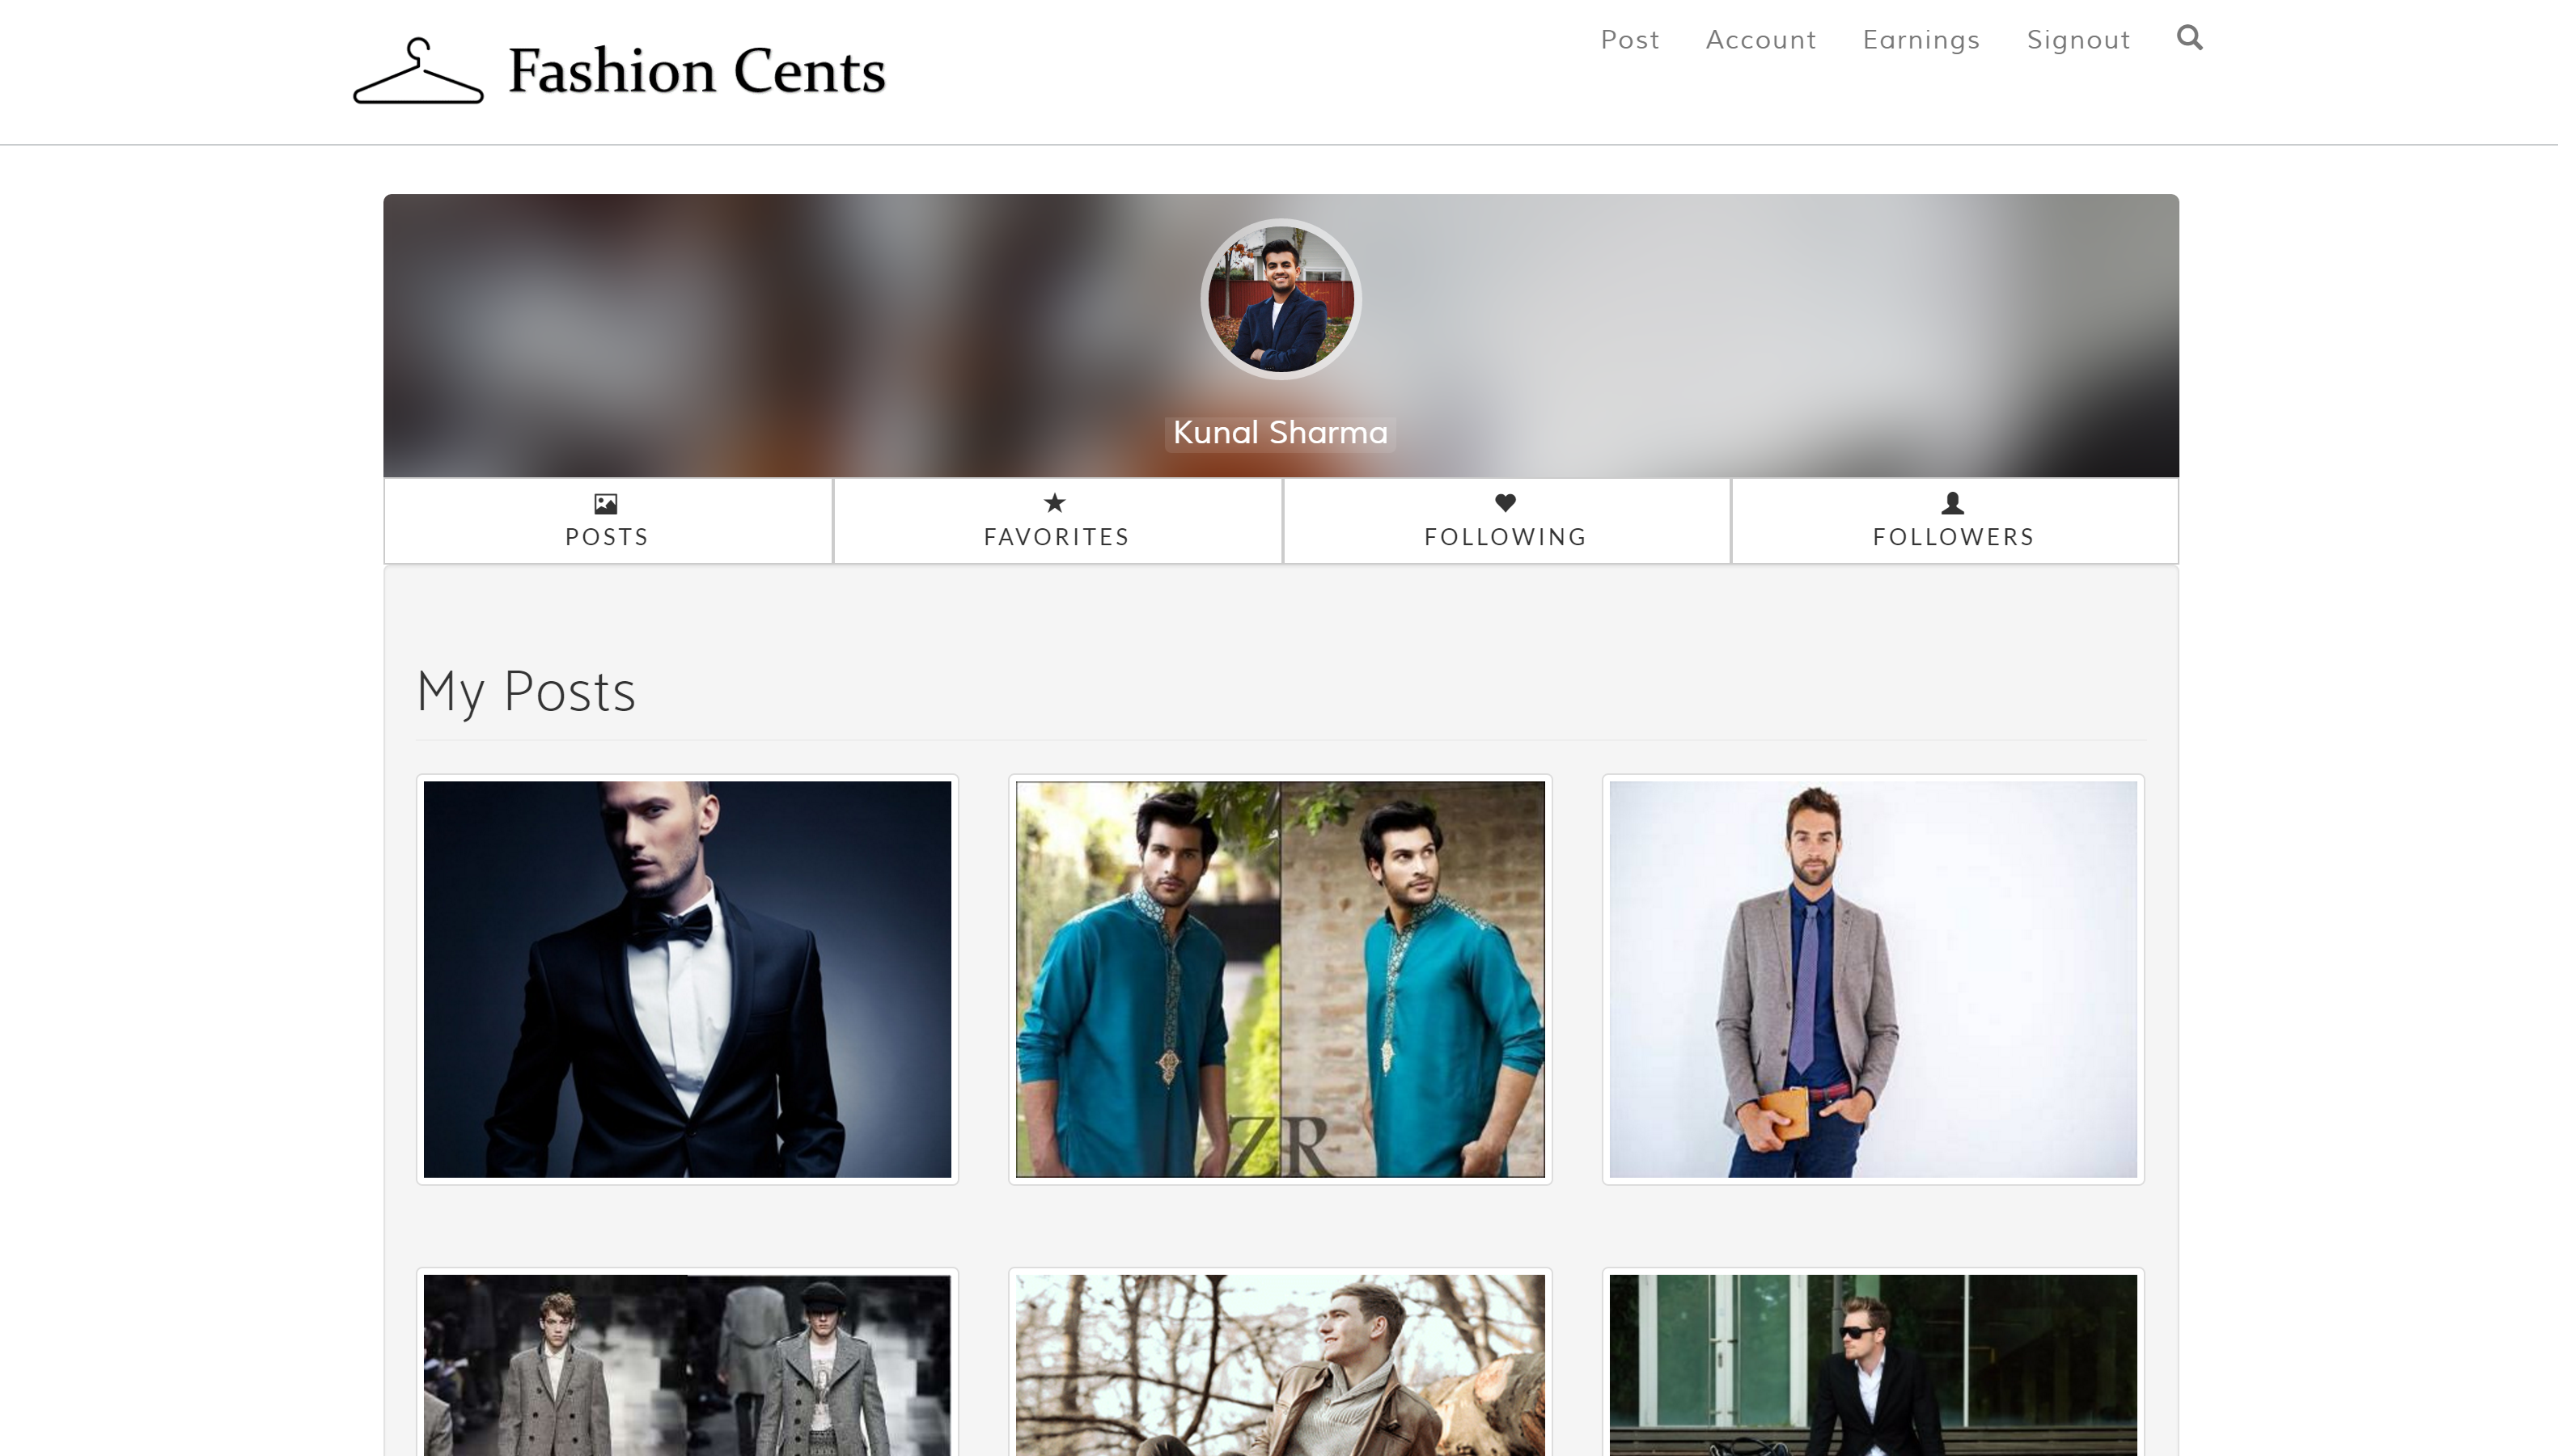 Fashion Cents
Post Account Earnings Signout
Kunal Sharma
POSTS FAVORITES FOLLOWING FOLLOWERS
My Posts
ZR